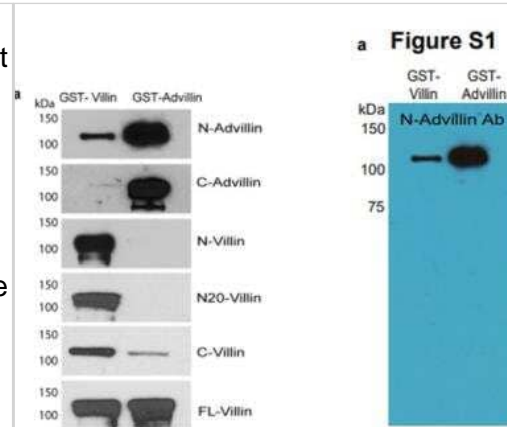 t
e
a
kDa
GST- Villin
GST-Advillin
150
100
N-Advillin
150
100
C-Advillin
150
100
N-Villin
150
100
N20-Villin
150
100
C-Villin
150
100
FL-Villin
a
Figure S1
GST-
Villin
GST-
Advillin
kDa
N-Advillin Ab
150
100
75